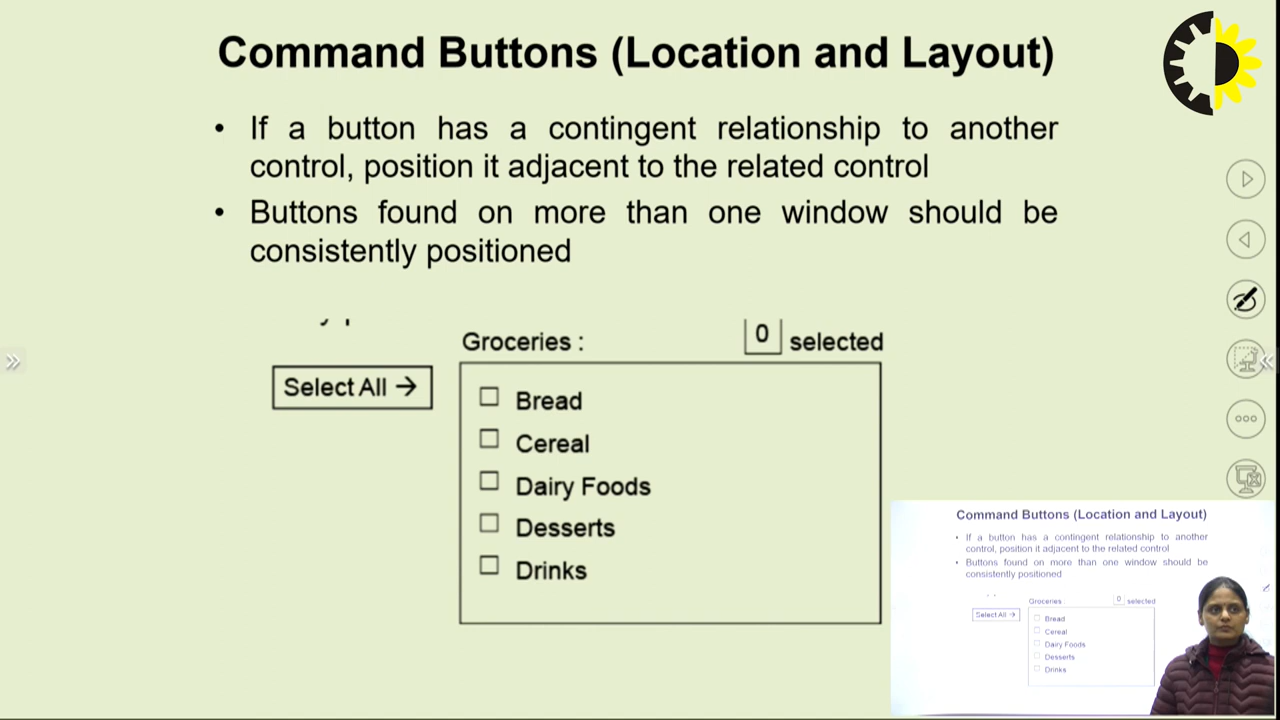 Command Buttons (Location and Layout)
• If a button has a contingent relationship to another
control, position it adjacent to the related control
• Buttons found on more than one window should be
consistently positioned
Groceries : 0 selected
Select All →
Bread
Cereal
Dairy Foods
Desserts
Drinks
Command Buttons (Location and Layout)
• If a button has a contingent relationship to another
control, position it adjacent to the related control
• Buttons found on more than one window should be
consistently positioned
Groceries : 0 selected
Select All →
Bread
Cereal
Dairy Foods
Desserts
Drinks